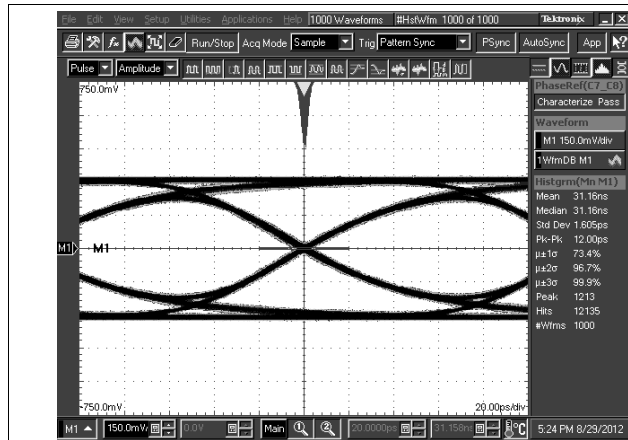 File Edit View Setup Utilities Applications Help 1000 Waveforms #HstWfm 1000 of 1000 Tektronix
Run/Stop Acq Mode Sample Trig Pattern Sync PSync AutoSync App
Pulse Amplitude
750.0mV
PhaseRef(C7_C8)
Characterize Pass
Waveform
M1 150.0mV/div
1WfmDB M1
Histgrm(Mn M1)
Mean 31.16ns
Median 31.16ns
Std Dev 1.605ps
Pk-Pk 12.00ps
µ±1σ 73.4%
µ±2σ 96.7%
µ±3σ 99.9%
Peak 1213
Hits 12135
#Wfms 1000
M1 M1
-750.0mV 20.00ps/div
M1 150.0mV/ 0.0V Main 1 2 20.0000ps 31.158n °C 5:24 PM 8/29/2012